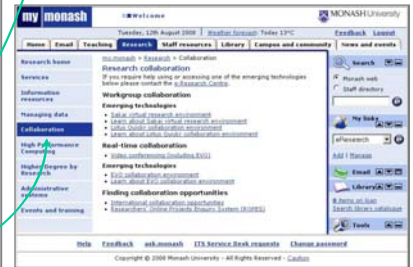 my monash
Welcome
MONASH University
Tuesday, 12th August 2008 | Weather forecast: Today 13°C
Feedback Logout
Home Email Teaching Research Staff resources Library Campus and community News and events
Research home
Services
Information resources
Managing data
Collaboration
High Performance Computing
Higher Degree by Research
Administrative systems
Events and training
my.monash > Research > Collaboration
Research collaboration
If you require help using or accessing one of the emerging technologies
below please contact the e-Research Centre.
Workgroup collaboration
Emerging technologies
Sakai virtual research environment
Learn about Sakai virtual research environment
Lotus Quickr collaboration environment
Learn about Lotus Quickr collaboration environment
Real-time collaboration
Video conferencing (including EVO)
Emerging technologies
EVO collaboration environment
Learn about EVO collaboration environment
Finding collaboration opportunities
International collaboration opportunities
Researchers' Online Projects Enquiry System (ROPES)
Search
Monash web
Staff directory
My links
eResearch
Add | Manage
Email
Library
Items on loan
Search library catalogue
Tools
Help Feedback ask.monash ITS Service Desk requests Change password
Copyright © 2008 Monash University - All Rights Reserved - Caution